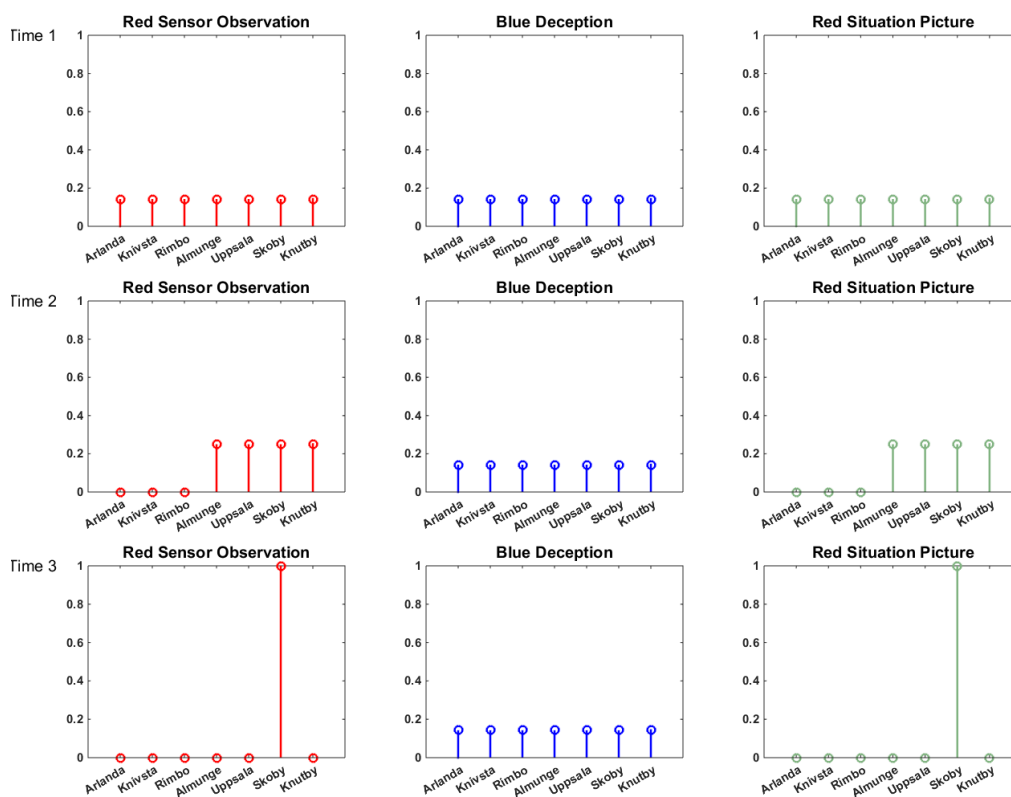 Time 1
Red Sensor Observation
1
0.8
0.6
0.4
0.2
0
Arlanda Knivsta Rimbo Almunge Uppsala Skoby Knutby
Blue Deception
1
0.8
0.6
0.4
0.2
0
Arlanda Knivsta Rimbo Almunge Uppsala Skoby Knutby
Red Situation Picture
1
0.8
0.6
0.4
0.2
0
Arlanda Knivsta Rimbo Almunge Uppsala Skoby Knutby
Time 2
Red Sensor Observation
1
0.8
0.6
0.4
0.2
0
Arlanda Knivsta Rimbo Almunge Uppsala Skoby Knutby
Blue Deception
1
0.8
0.6
0.4
0.2
0
Arlanda Knivsta Rimbo Almunge Uppsala Skoby Knutby
Red Situation Picture
1
0.8
0.6
0.4
0.2
0
Arlanda Knivsta Rimbo Almunge Uppsala Skoby Knutby
Time 3
Red Sensor Observation
1
0.8
0.6
0.4
0.2
0
Arlanda Knivsta Rimbo Almunge Uppsala Skoby Knutby
Blue Deception
1
0.8
0.6
0.4
0.2
0
Arlanda Knivsta Rimbo Almunge Uppsala Skoby Knutby
Red Situation Picture
1
0.8
0.6
0.4
0.2
0
Arlanda Knivsta Rimbo Almunge Uppsala Skoby Knutby